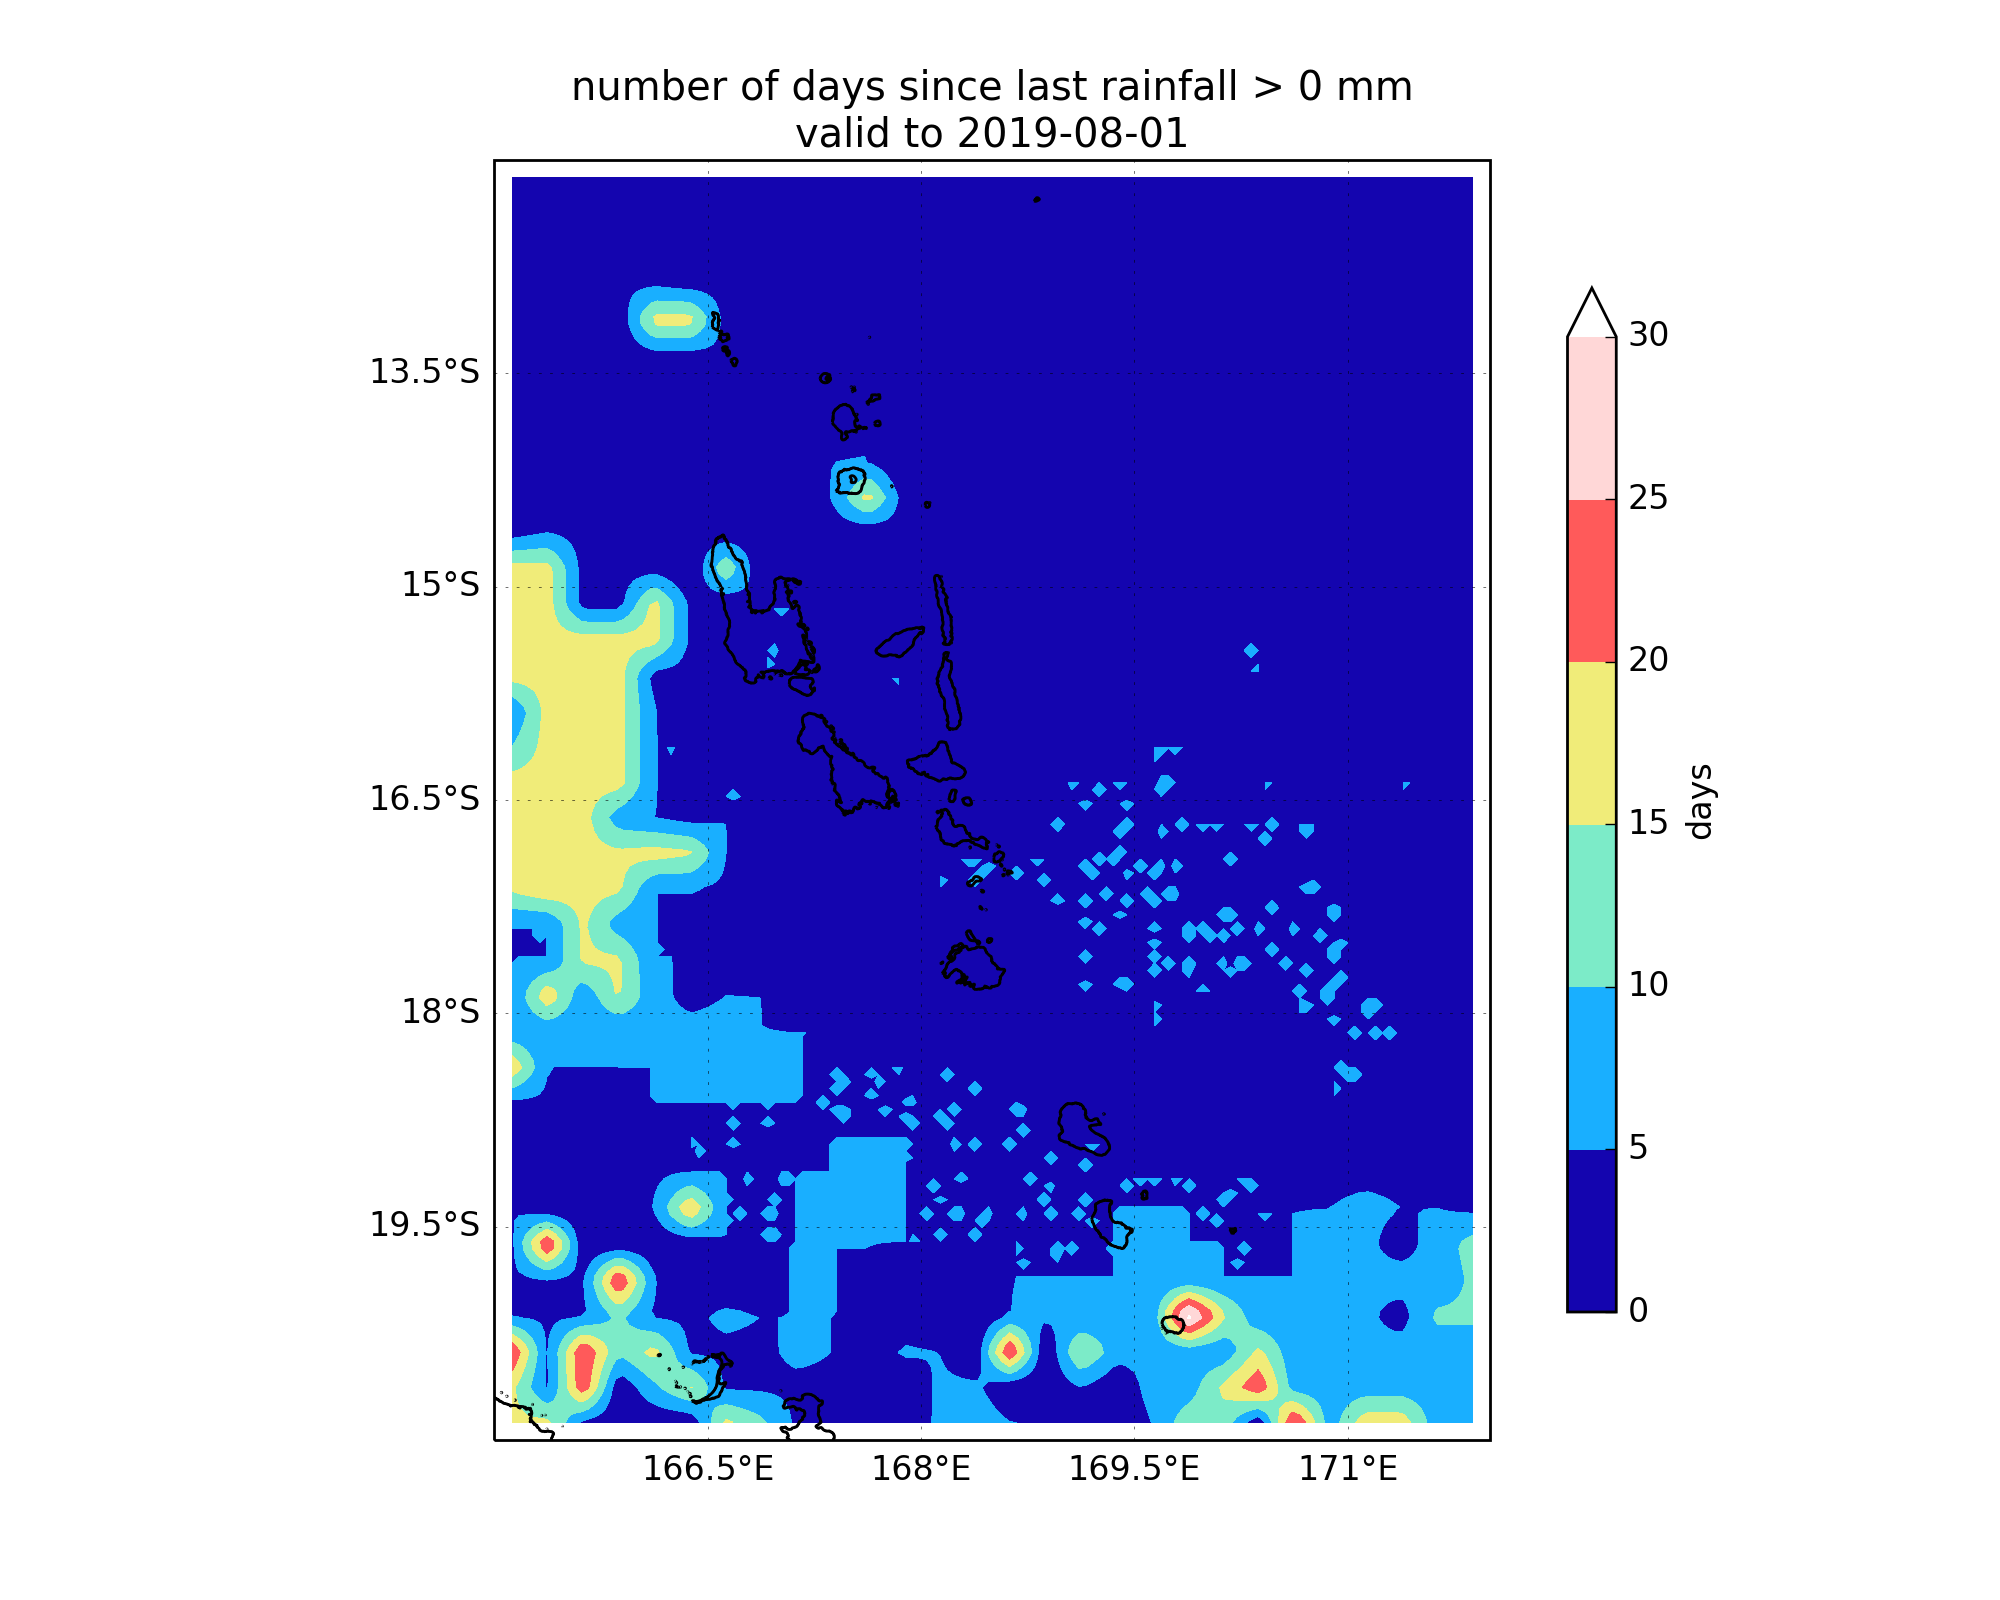 number of days since last rainfall > 0 mm
valid to 2019-08-01
13.5°S
15°S
16.5°S
18°S
19.5°S
166.5°E
168°E
169.5°E
171°E
30
25
20
15
10
5
0
days